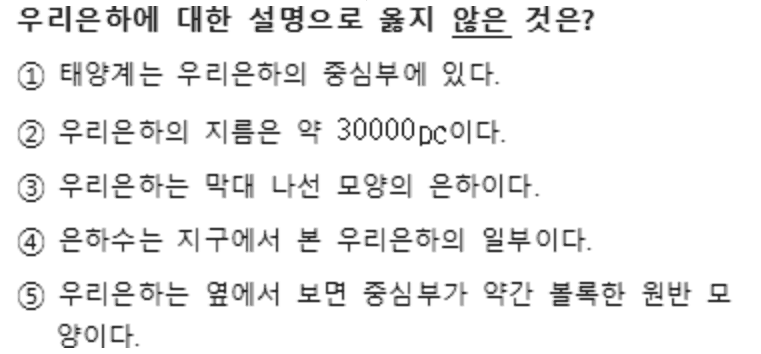 우리은하에 대한 설명으로 옳지 않은 것은?
① 태양계는 우리은하의 중심부에 있다.
② 우리은하의 지름은 약 30000pc이다.
③ 우리은하는 막대 나선 모양의 은하이다.
④ 은하수는 지구에서 본 우리은하의 일부이다.
⑤ 우리은하는 옆에서 보면 중심부가 약간 볼록한 원반 모
양이다.